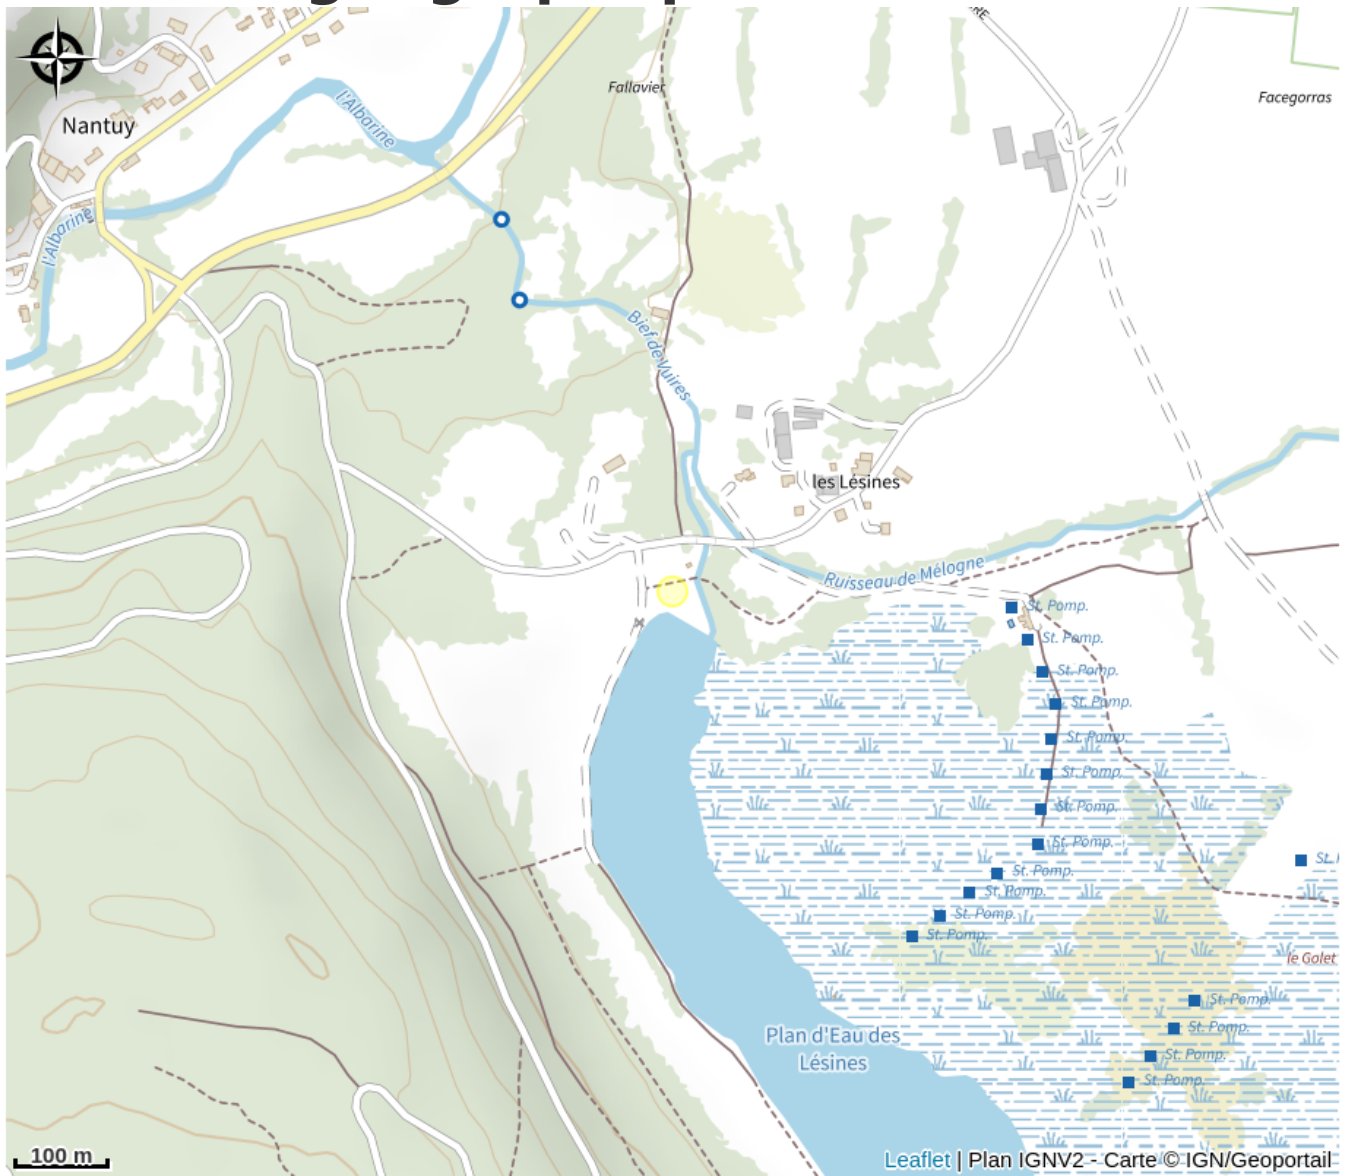 Fallavier
Facegorras
l'Albarine
Nantuy
l'Albarine
Bief de Vuires
les Lésines
Ruisseau de Mélogne
St. Pomp.
St. Pomp.
St. Pomp.
St. Pomp.
St. Pomp.
St. Pomp.
St. Pomp.
St. Pomp.
St. Pomp.
St. Pomp.
St. Pomp.
St. Pomp.
le Golet
St. Pomp.
St. Pomp.
Plan d'Eau des
Lésines
St. Pomp.
St. Pomp.
100 m
Leaflet | Plan IGNV2 - Carte © IGN/Geoportail